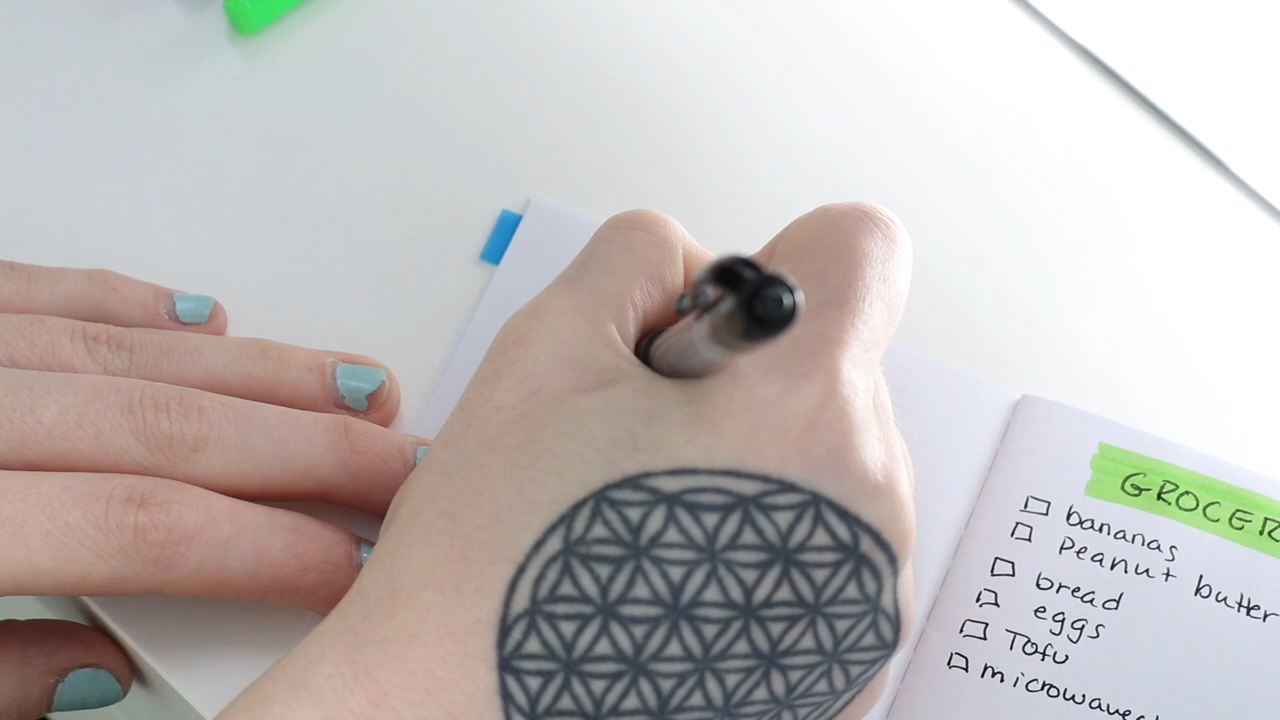 GROCER
bananas
Peanut butter
bread
eggs
Tofu